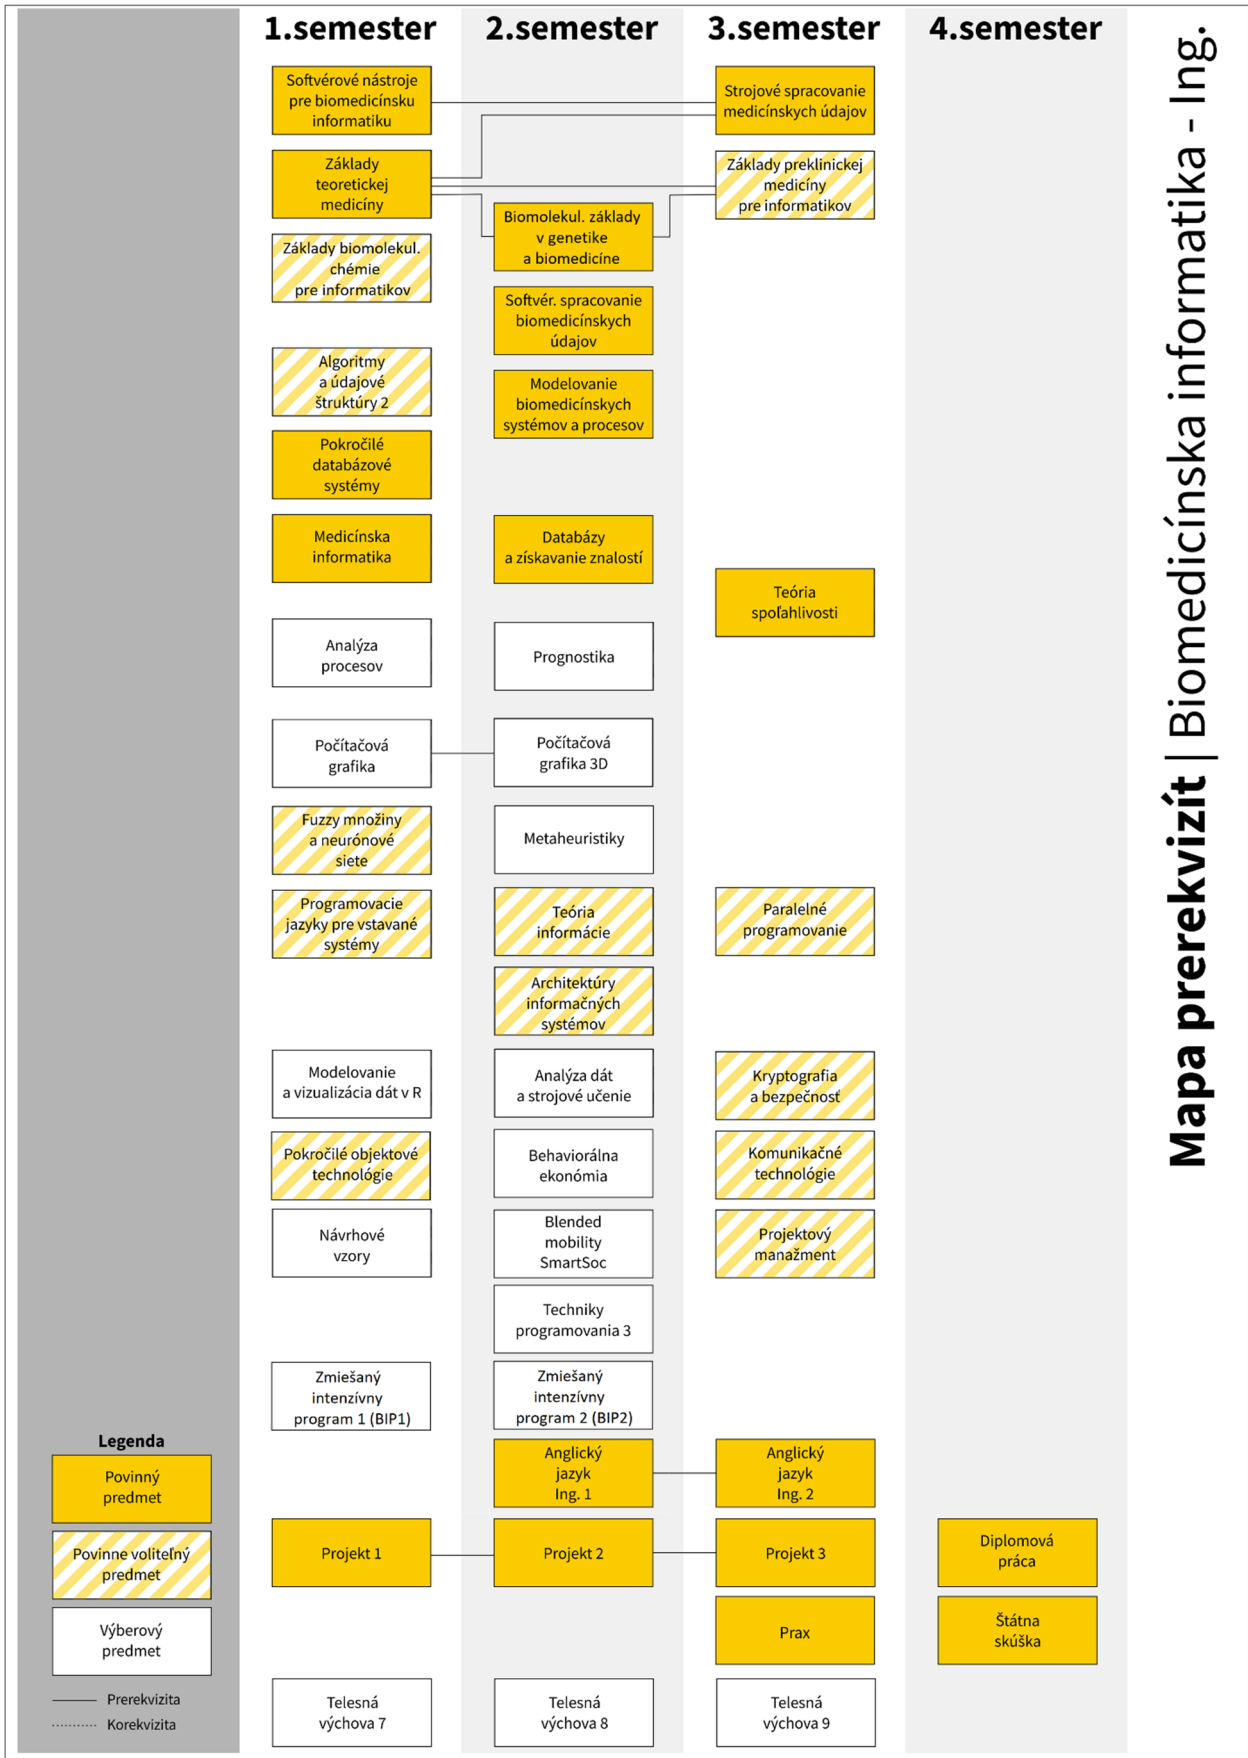 1.semester
2.semester
3.semester
4.semester
Mapa prerekvizít | Biomedicínska informatika - Ing.
Softvérové nástroje
pre biomedicínsku
informatiku
Základy
teoretickej
medicíny
Základy biomolekul.
chémie
pre informatikov
Algoritmy
a údajové
štruktúry 2
Pokročilé
databázové
systémy
Medicínska
informatika
Analýza
procesov
Počítačová
grafika
Fuzzy množiny
a neurónové
siete
Programovacie
jazyky pre vstavané
systémy
Modelovanie
a vizualizácia dát v R
Pokročilé objektové
technológie
Návrhové
vzory
Zmiešaný
intenzívny
program 1 (BIP1)
Projekt 1
Telesná
výchova 7
Biomolekul. základy
v genetike
a biomedicíne
Softvér. spracovanie
biomedicínskych
údajov
Modelovanie
biomedicínskych
systémov a procesov
Databázy
a získavanie znalostí
Prognostika
Počítačová
grafika 3D
Metaheuristiky
Teória
informácie
Architektúry
informačných
systémov
Analýza dát
a strojové učenie
Behaviorálna
ekonómia
Blended
mobility
SmartSoc
Techniky
programovania 3
Zmiešaný
intenzívny
program 2 (BIP2)
Anglický
jazyk
Ing. 1
Projekt 2
Telesná
výchova 8
Strojové spracovanie
medicínskych údajov
Základy preklinickej
medicíny
pre informatikov
Teória
spoľahlivosti
Paralelné
programovanie
Kryptografia
a bezpečnosť
Komunikačné
technológie
Projektový
manažment
Anglický
jazyk
Ing. 2
Projekt 3
Prax
Telesná
výchova 9
Diplomová
práca
Štátna
skúška
Legenda
Povinný
predmet
Povinne voliteľný
predmet
Výberový
predmet
Prerekvizita
Korekvizita